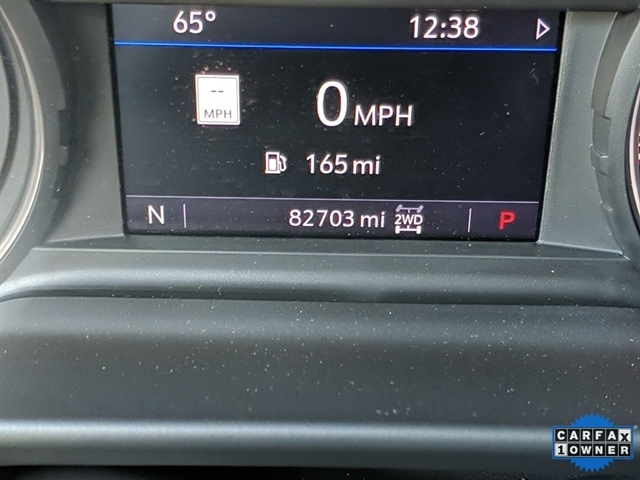 65° 12:38
--
MPH
0 MPH
165 mi
N 82703 mi 2WD P
CARFAX
1 OWNER